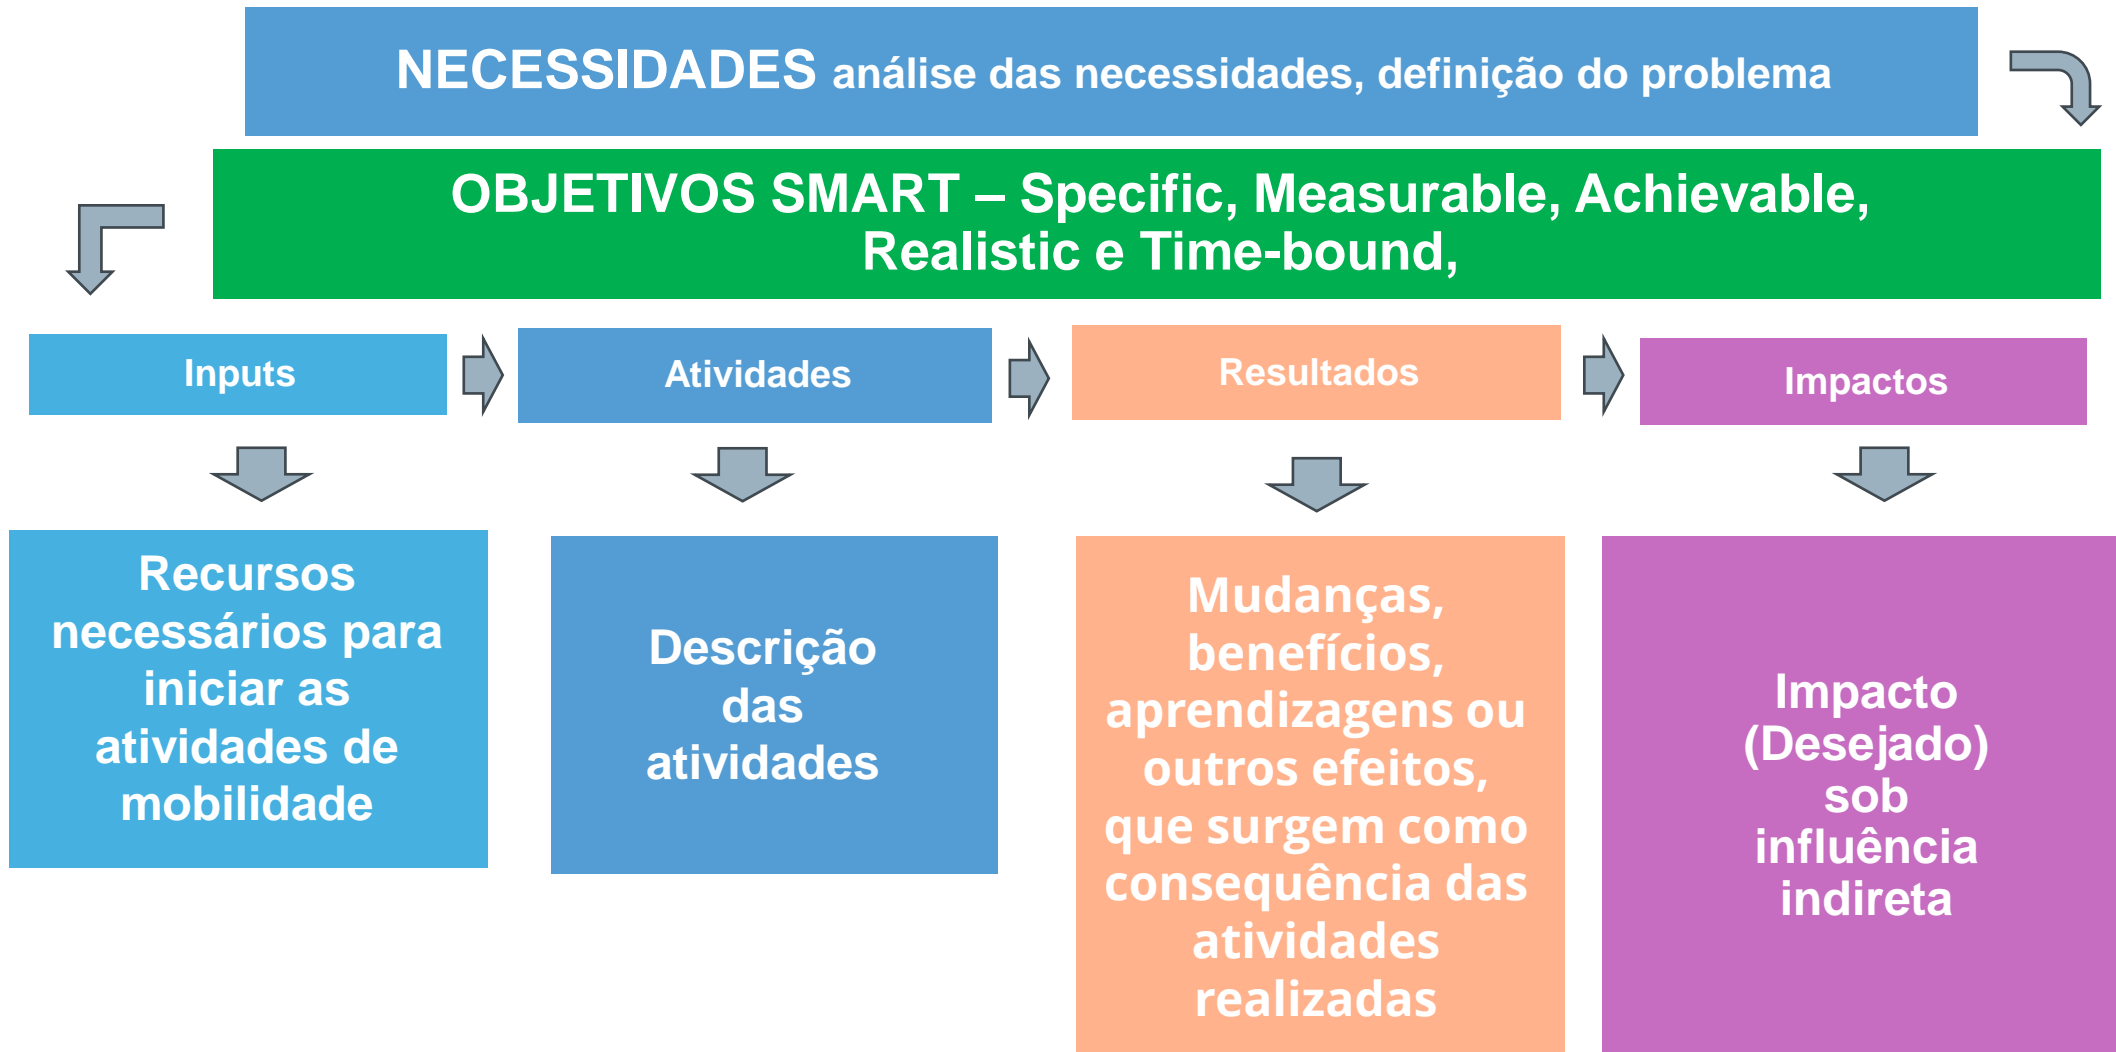 NECESSIDADES análise das necessidades, definição do problema
OBJETIVOS SMART – Specific, Measurable, Achievable,
Realistic e Time-bound,
Inputs
Atividades
Resultados
Impactos
Recursos
necessários para
iniciar as
atividades de
mobilidade
Descrição
das
atividades
Mudanças,
benefícios,
aprendizagens ou
outros efeitos,
que surgem como
consequência das
atividades
realizadas
Impacto
(Desejado)
sob
influência
indireta